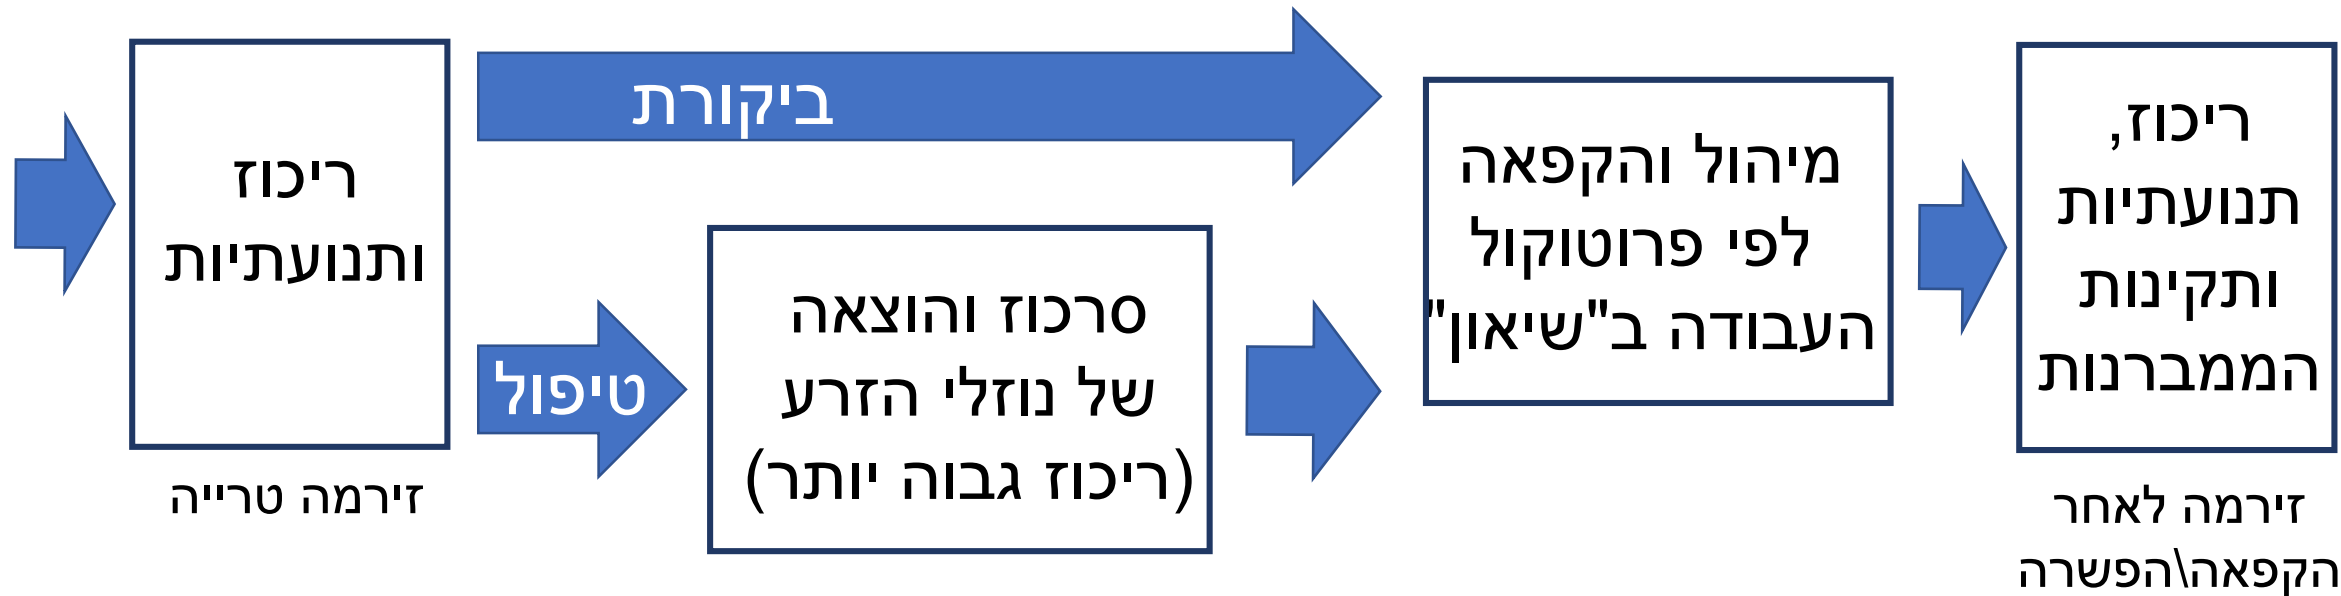 ריכוז
ותנועתיות
זירמה טרייה
ביקורת
טיפול
סרכוז והוצאה
של נוזלי הזרע
(ריכוז גבוה יותר)
מיהול והקפאה
לפי פרוטוקול
העבודה ב"שיאון"
ריכוז,
תנועתיות
ותקינות
הממברנות
זירמה לאחר
הקפאה\הפשרה